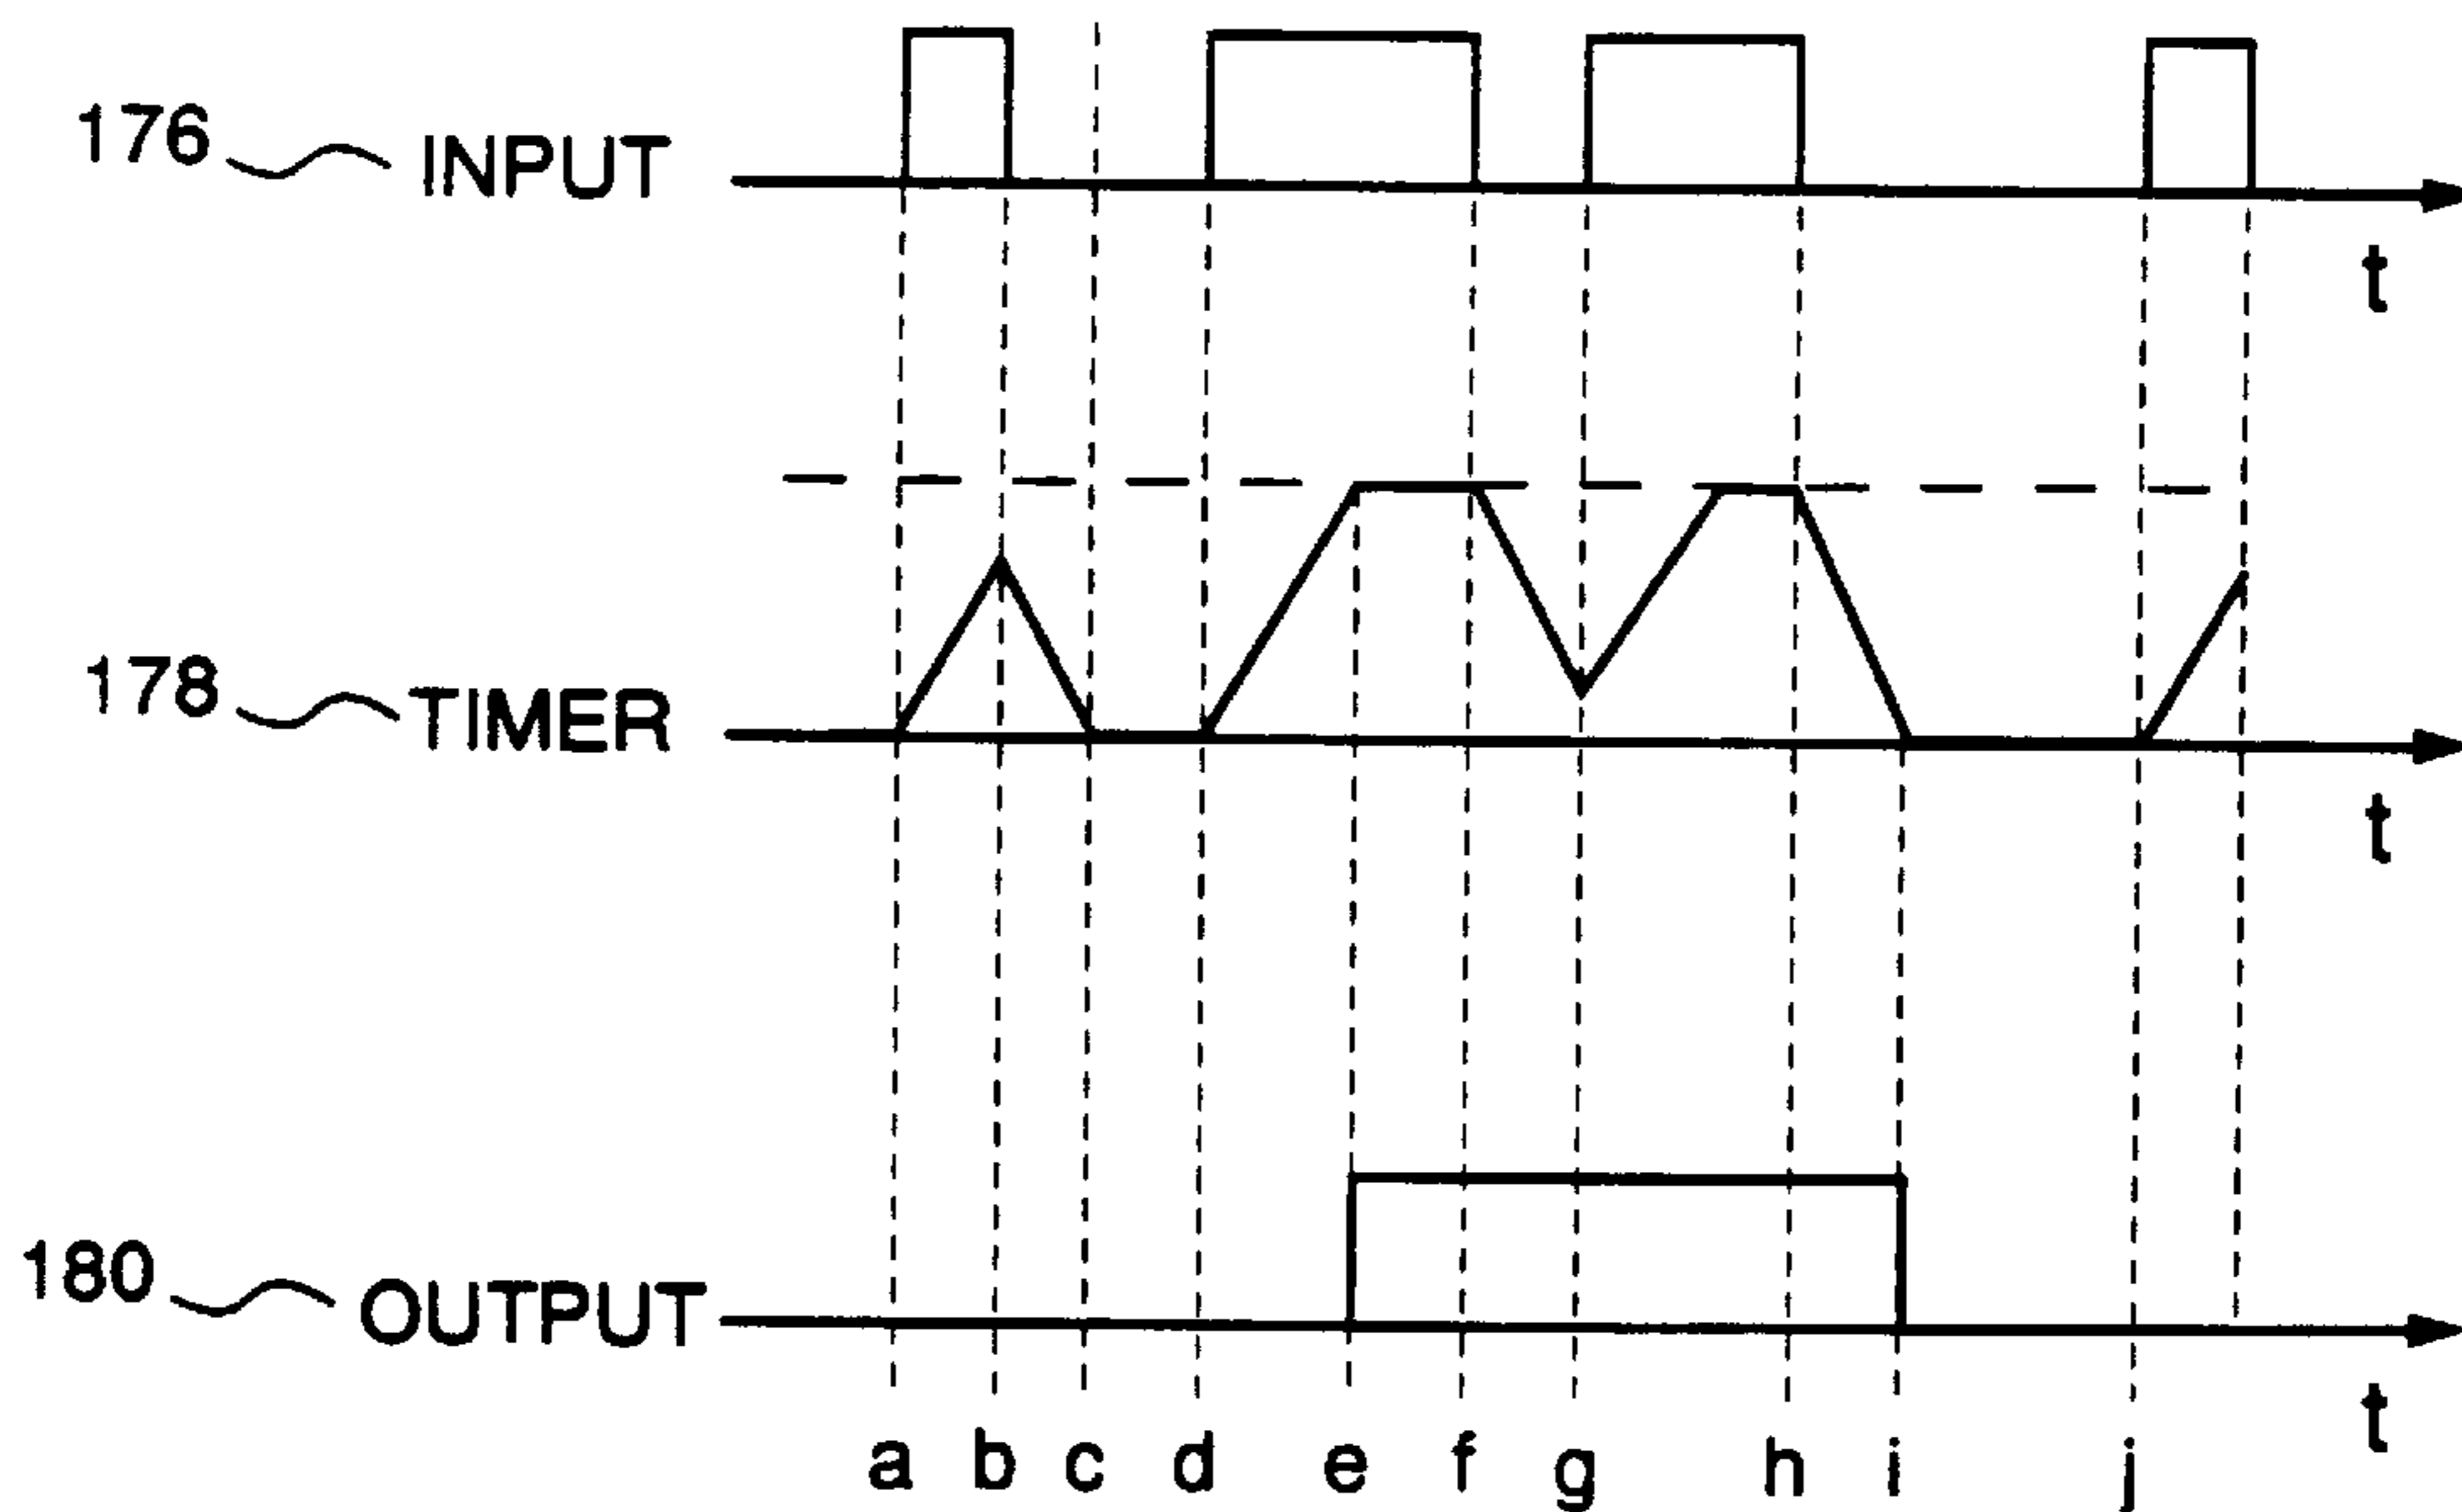 176 INPUT
t
178 TIMER
t
180 OUTPUT
t
a b c d e f g h i j